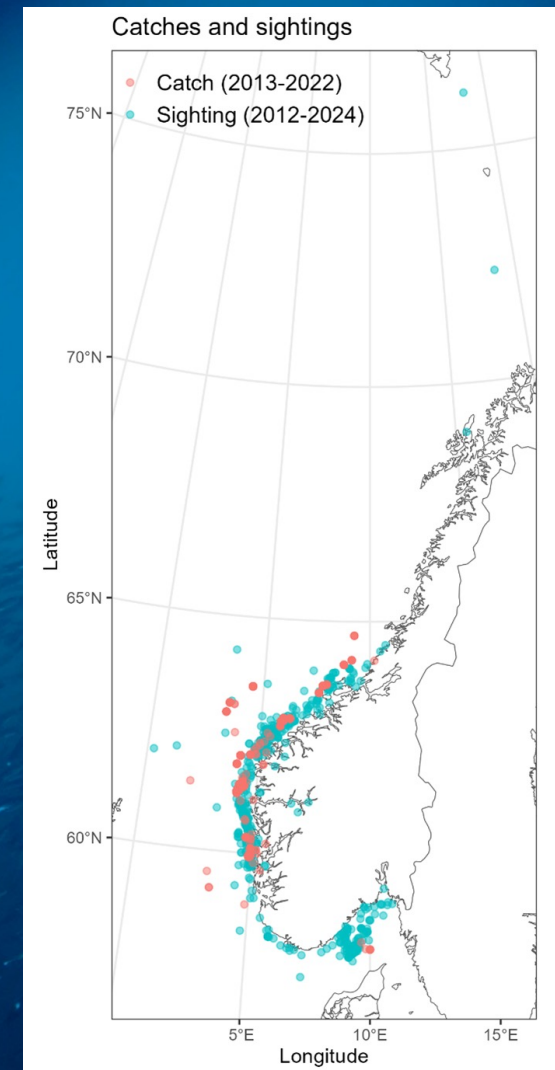 Catches and sightings
Catch (2013-2022)
Sighting (2012-2024)
75°N
70°N
Latitude
65°N
60°N
5°E
10°E
15°E
Longitude